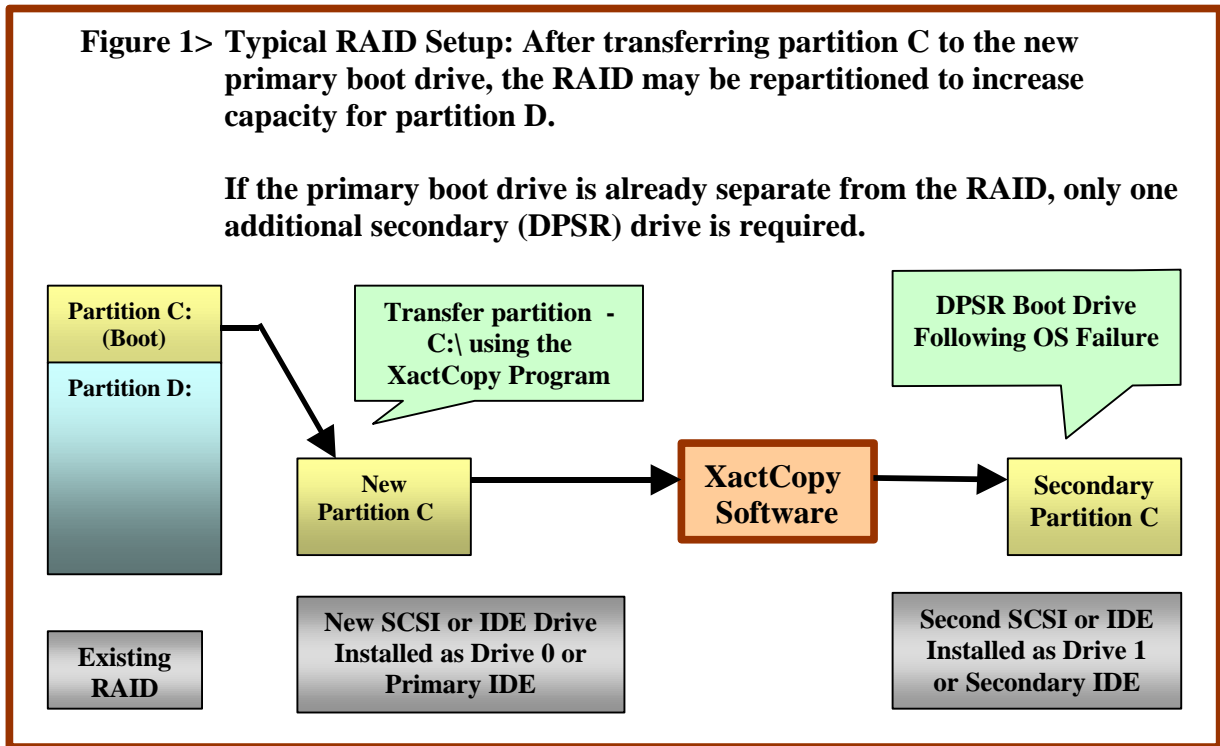 Figure 1> Typical RAID Setup: After transferring partition C to the new
primary boot drive, the RAID may be repartitioned to increase
capacity for partition D.
If the primary boot drive is already separate from the RAID, only one
additional secondary (DPSR) drive is required.
Partition C:
(Boot)
Partition D:
Transfer partition -
C:\ using the
XactCopy Program
DPSR Boot Drive
Following OS Failure
New
Partition C
XactCopy
Software
Secondary
Partition C
Existing
RAID
New SCSI or IDE Drive
Installed as Drive 0 or
Primary IDE
Second SCSI or IDE
Installed as Drive 1
or Secondary IDE